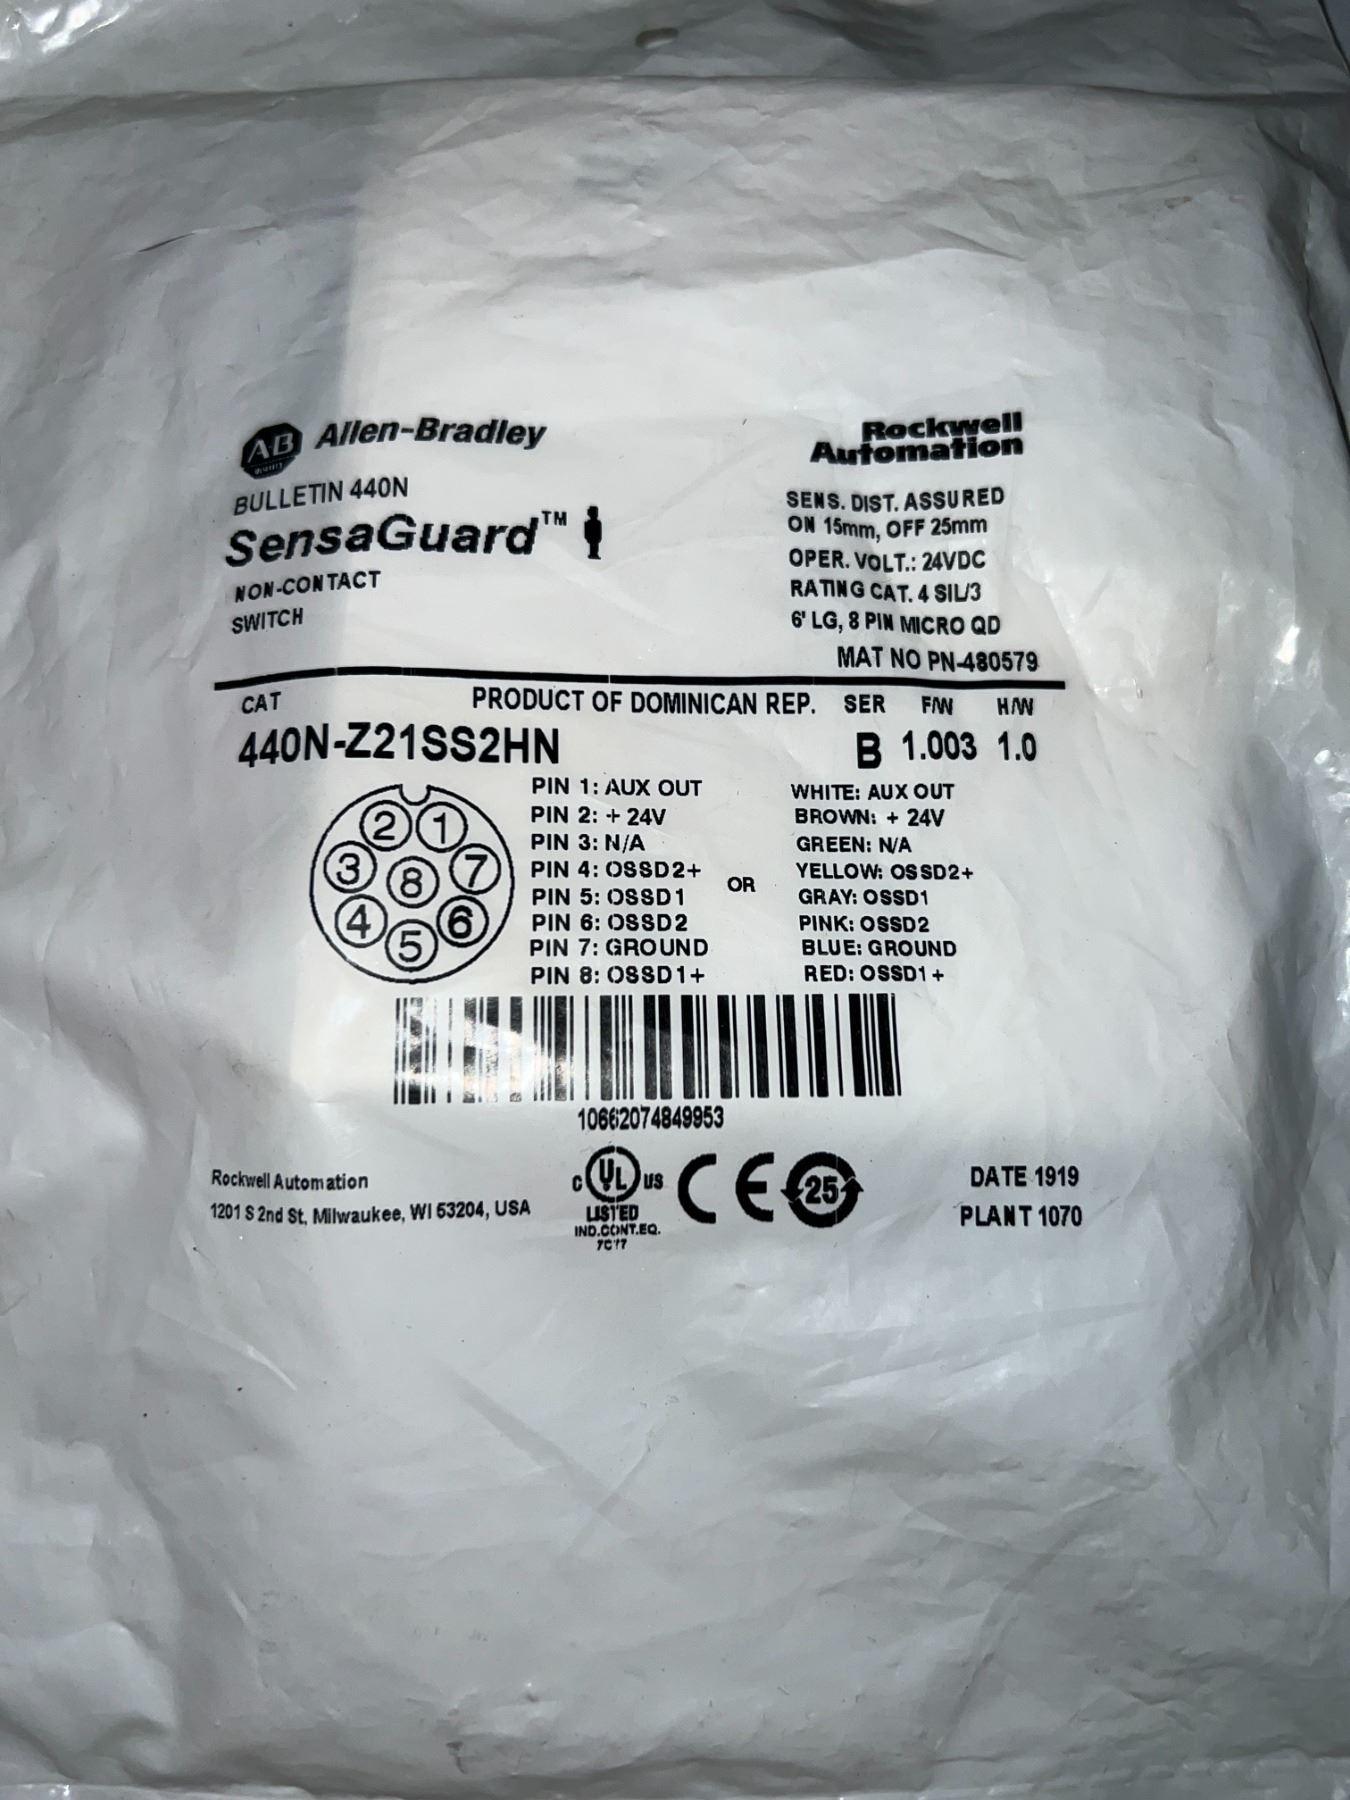 AB Allen-Bradley
QUALITY
BULLETIN 440N
SensaGuard™
NON-CONTACT
SWITCH
Rockwell
Automation
SENS. DIST. ASSURED
ON 15mm, OFF 25mm
OPER. VOLT.: 24VDC
RATING CAT. 4 SIL/3
6' LG, 8 PIN MICRO QD
MAT NO PN-480579
CAT PRODUCT OF DOMINICAN REP. SER F/W H/W
440N-Z21SS2HN B 1.003 1.0
2 1
3 8 7
4 5 6
PIN 1: AUX OUT
PIN 2: + 24V
PIN 3: N/A
PIN 4: OSSD2+
PIN 5: OSSD1
PIN 6: OSSD2
PIN 7: GROUND
PIN 8: OSSD1+
OR
WHITE: AUX OUT
BROWN: + 24V
GREEN: N/A
YELLOW: OSSD2+
GRAY: OSSD1
PINK: OSSD2
BLUE: GROUND
RED: OSSD1+
10662074849953
Rockwell Automation
1201 S 2nd St, Milwaukee, WI 53204, USA
C UL US
LISTED
IND.CONT.EQ.
CE
25
DATE 1919
PLANT 1070